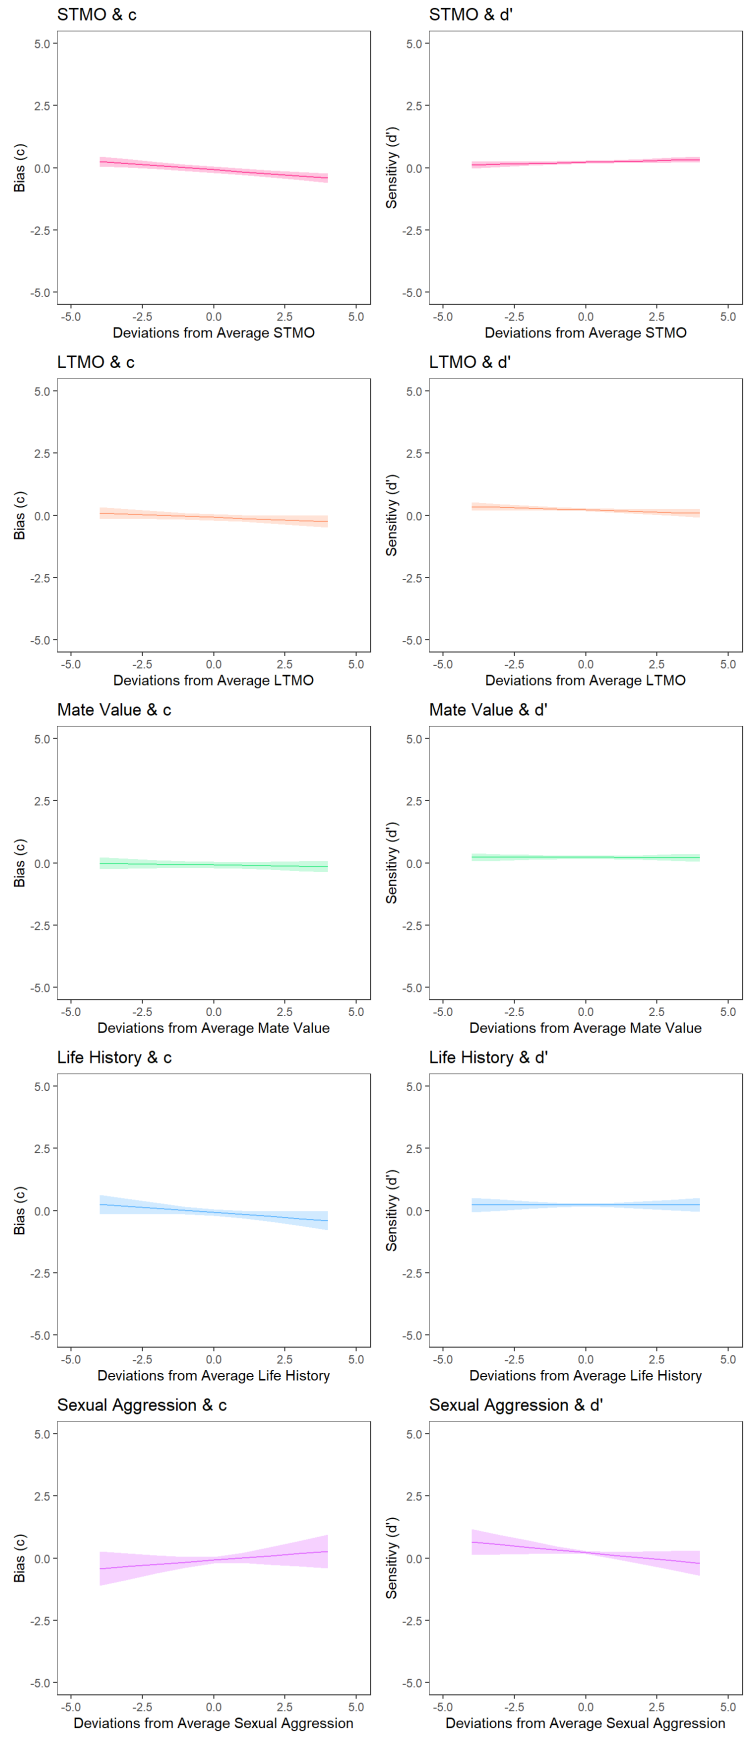 STMO & c
STMO & d'
5.0
2.5
0.0
-2.5
-5.0
Bias (c)
-5.0 -2.5 0.0 2.5 5.0
Deviations from Average STMO
5.0
2.5
0.0
-2.5
-5.0
Sensitivy (d')
-5.0 -2.5 0.0 2.5 5.0
Deviations from Average STMO
LTMO & c
LTMO & d'
5.0
2.5
0.0
-2.5
-5.0
Bias (c)
-5.0 -2.5 0.0 2.5 5.0
Deviations from Average LTMO
5.0
2.5
0.0
-2.5
-5.0
Sensitivy (d')
-5.0 -2.5 0.0 2.5 5.0
Deviations from Average LTMO
Mate Value & c
Mate Value & d'
5.0
2.5
0.0
-2.5
-5.0
Bias (c)
-5.0 -2.5 0.0 2.5 5.0
Deviations from Average Mate Value
5.0
2.5
0.0
-2.5
-5.0
Sensitivy (d')
-5.0 -2.5 0.0 2.5 5.0
Deviations from Average Mate Value
Life History & c
Life History & d'
5.0
2.5
0.0
-2.5
-5.0
Bias (c)
-5.0 -2.5 0.0 2.5 5.0
Deviations from Average Life History
5.0
2.5
0.0
-2.5
-5.0
Sensitivy (d')
-5.0 -2.5 0.0 2.5 5.0
Deviations from Average Life History
Sexual Aggression & c
Sexual Aggression & d'
5.0
2.5
0.0
-2.5
-5.0
Bias (c)
-5.0 -2.5 0.0 2.5 5.0
Deviations from Average Sexual Aggression
5.0
2.5
0.0
-2.5
-5.0
Sensitivy (d')
-5.0 -2.5 0.0 2.5 5.0
Deviations from Average Sexual Aggression